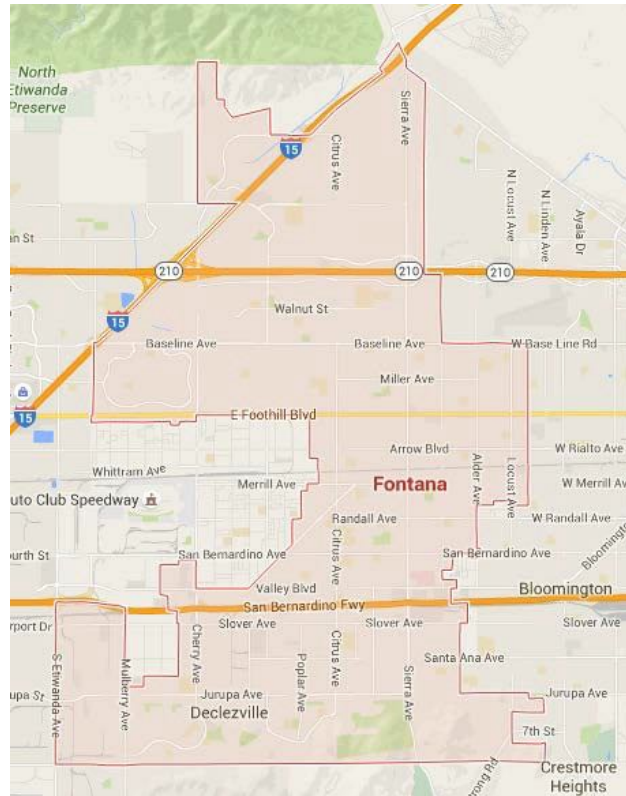 North
Etiwanda
Preserve
15
Citrus Ave
Sierra Ave
N Locust Ave
N Linden Ave
Ayala Dr
an St
210
210
210
Walnut St
15
Baseline Ave
Baseline Ave
W Base Line Rd
Miller Ave
15
E Foothill Blvd
Arrow Blvd
W Rialto Ave
Whittram Ave
Alder Ave
Locust Ave
Merrill Ave
Fontana
W Merrill Av
uto Club Speedway
Randall Ave
W Randall Ave
Citrus Ave
ourth St
San Bernardino Ave
San Bernardino Ave
Bloomington
Valley Blvd
Bloomington
San Bernardino Fwy
rport Dr
Slover Ave
Slover Ave
Slover Ave
S Etiwanda Ave
Mulberry Ave
Cherry Ave
Poplar Ave
Citrus Ave
Sierra Ave
Santa Ana Ave
upa St
Jurupa Ave
Jurupa Ave
Declezville
7th St
rong Rd
Crestmore
Heights